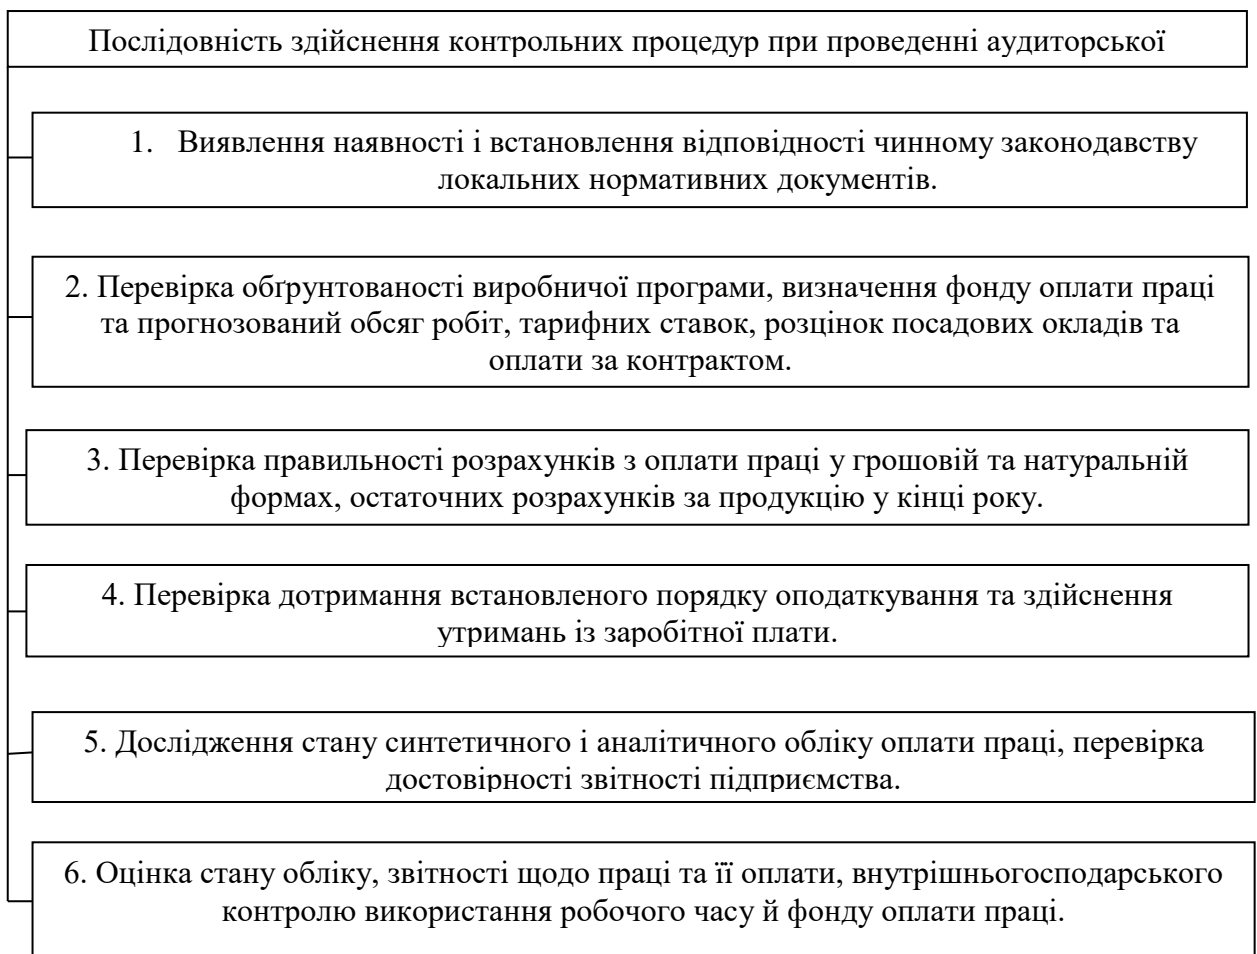 Послідовність здійснення контрольних процедур при проведенні аудиторської
1. Виявлення наявності і встановлення відповідності чинному законодавству
локальних нормативних документів.
2. Перевірка обґрунтованості виробничої програми, визначення фонду оплати праці
та прогнозований обсяг робіт, тарифних ставок, розцінок посадових окладів та
оплати за контрактом.
3. Перевірка правильності розрахунків з оплати праці у грошовій та натуральній
формах, остаточних розрахунків за продукцію у кінці року.
4. Перевірка дотримання встановленого порядку оподаткування та здійснення
утримань із заробітної плати.
5. Дослідження стану синтетичного і аналітичного обліку оплати праці, перевірка
достовірності звітності підприємства.
6. Оцінка стану обліку, звітності щодо праці та її оплати, внутрішньогосподарського
контролю використання робочого часу й фонду оплати праці.